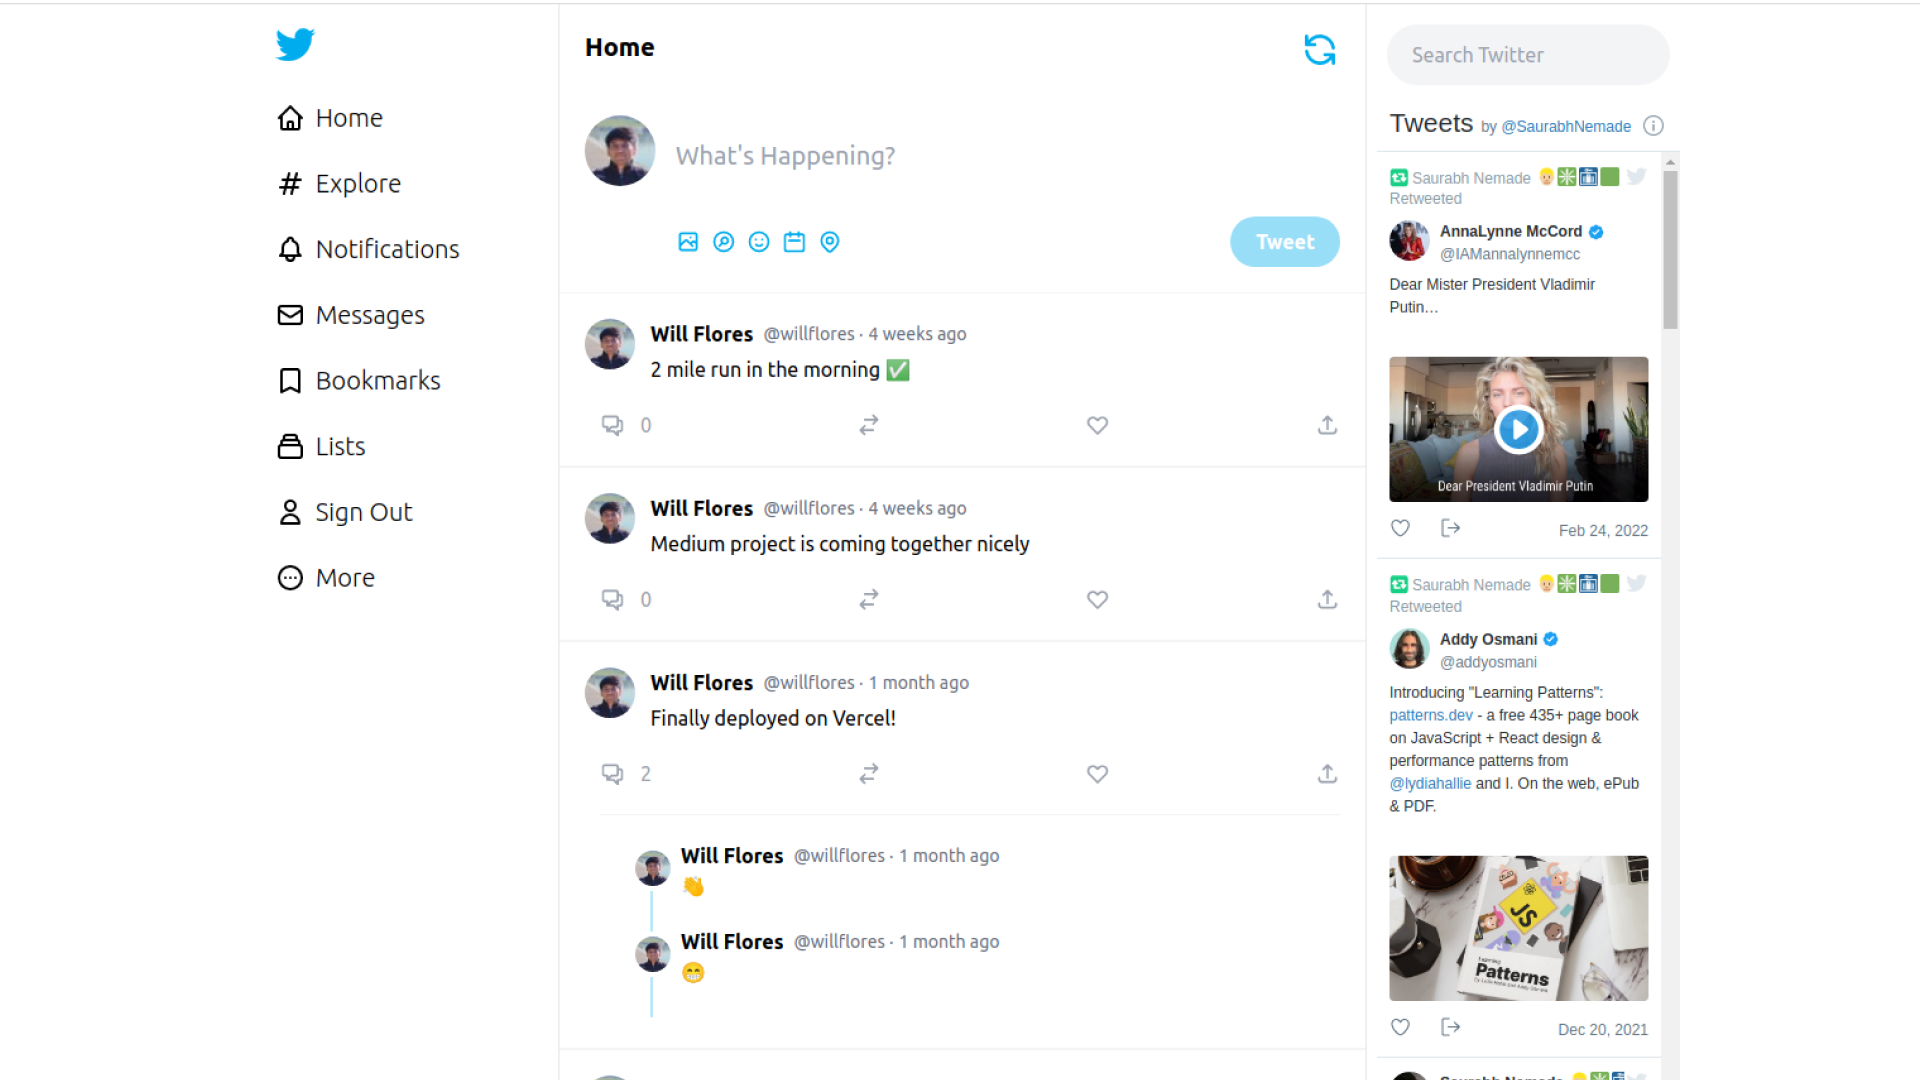 Home
Explore
Notifications
Messages
Bookmarks
Lists
Sign Out
More
Home
What's Happening?
Tweet
Will Flores @willflores · 4 weeks ago
2 mile run in the morning ✅
0
Will Flores @willflores · 4 weeks ago
Medium project is coming together nicely
0
Will Flores @willflores · 1 month ago
Finally deployed on Vercel!
2
Will Flores @willflores · 1 month ago
👏
Will Flores @willflores · 1 month ago
😁
Search Twitter
Tweets by @SaurabhNemade
Saurabh Nemade
Retweeted
AnnaLynne McCord
@IAMannalynnemcc
Dear Mister President Vladimir
Putin…
Dear President Vladimir Putin
Feb 24, 2022
Saurabh Nemade
Retweeted
Addy Osmani
@addyosmani
Introducing "Learning Patterns":
patterns.dev - a free 435+ page book
on JavaScript + React design &
performance patterns from
@lydiahallie and I. On the web, ePub
& PDF.
JS
Learning
Patterns
Dec 20, 2021
Saurabh Nemade